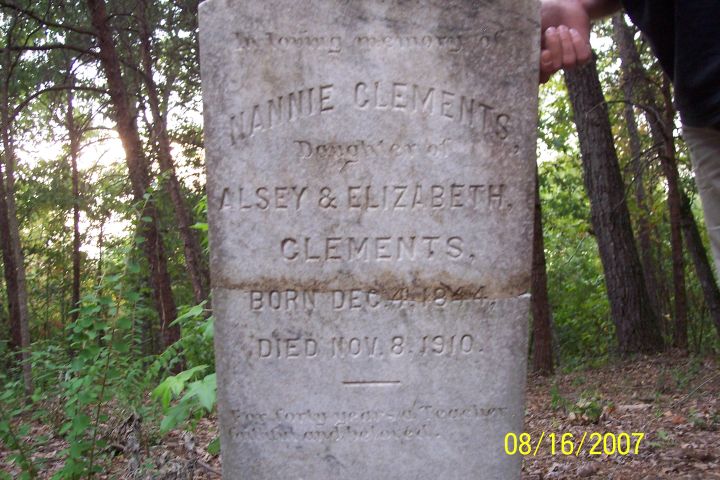 In loving memory of
NANNIE CLEMENTS,
Daughter of
ALSEY & ELIZABETH,
CLEMENTS,
BORN DEC. 4. 1844,
DIED NOV. 8. 1910.
For forty years a Teacher
faithful and beloved.
08/16/2007